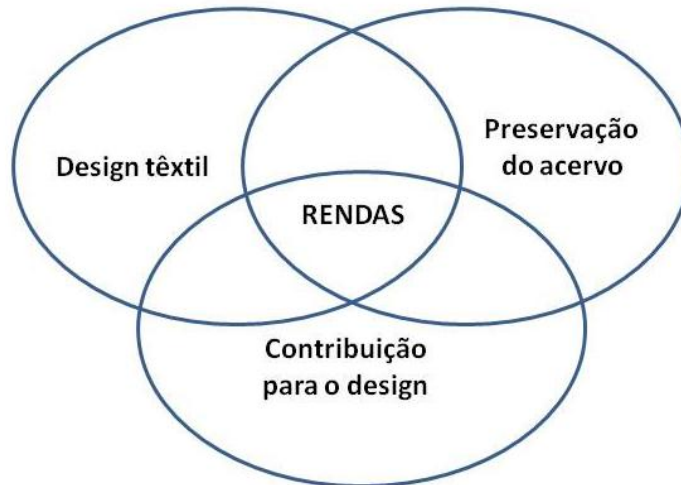 Design têxtil
Preservação
do acervo
RENDAS
Contribuição
para o design